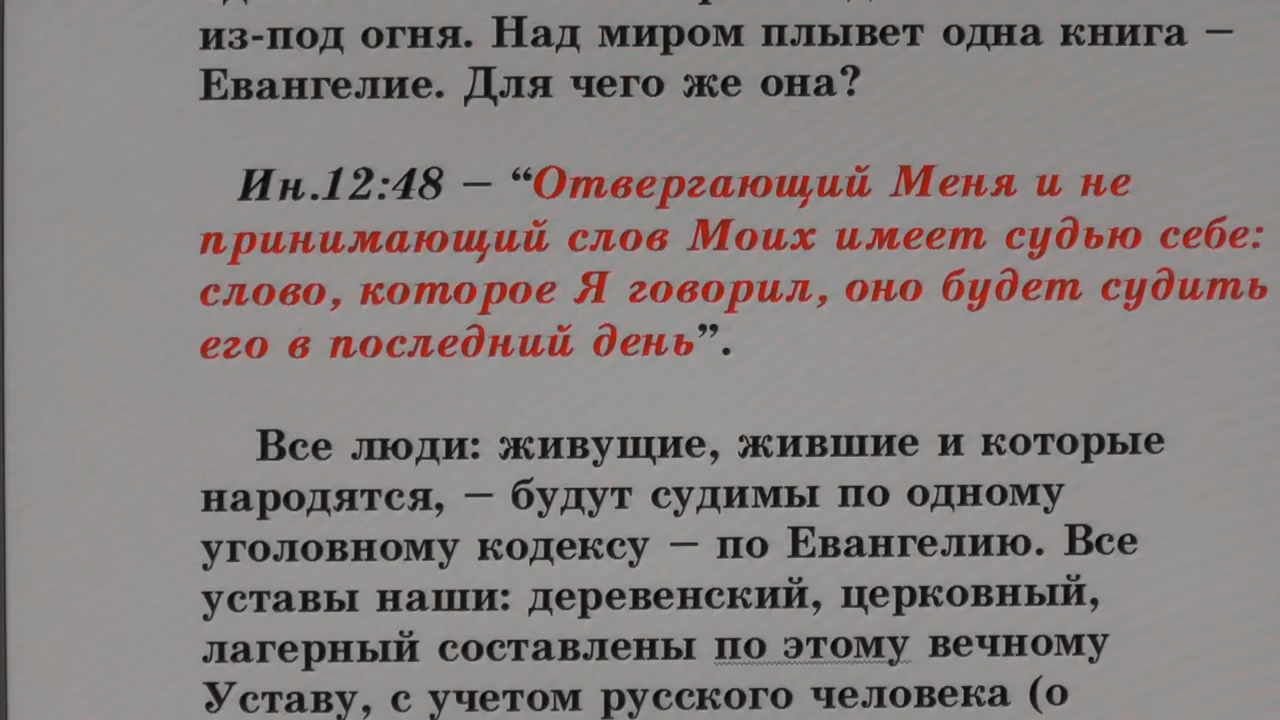 из-под огня. Над миром плывет одна книга –
Евангелие. Для чего же она?
Ин.12:48 – “Отвергающий Меня и не
принимающий слов Моих имеет судью себе:
слово, которое Я говорил, оно будет судить
его в последний день”.
Все люди: живущие, жившие и которые
народятся, – будут судимы по одному
уголовному кодексу – по Евангелию. Все
уставы наши: деревенский, церковный,
лагерный составлены по этому вечному
Уставу, с учетом русского человека (о